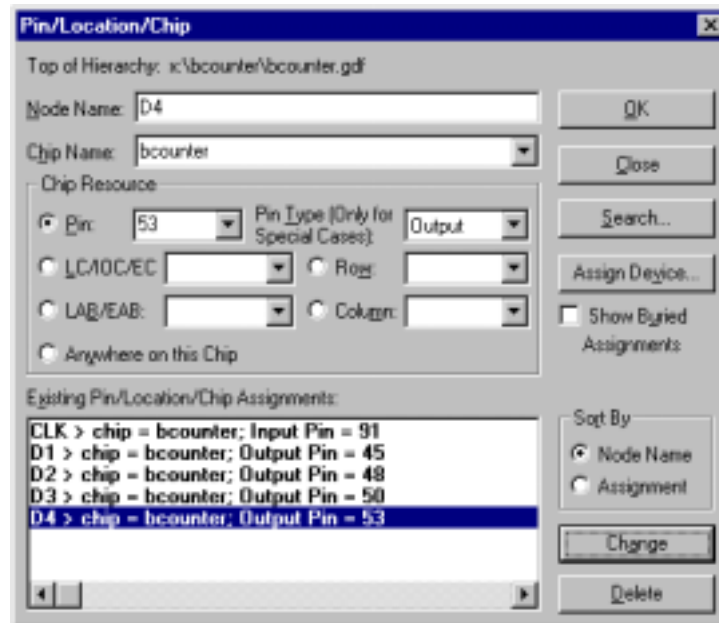 Pin/Location/Chip
Top of Hierarchy: x:\bcounter\bcounter.gdf
Node Name: D4
OK
Chip Name: bcounter
Close
Chip Resource
Pin: 53 Pin Type (Only for Special Cases): Output
Search...
LC/IOC/EC Row:
Assign Device...
LAB/EAB: Column:
Show Buried Assignments
Anywhere on this Chip
Existing Pin/Location/Chip Assignments:
CLK > chip = bcounter; Input Pin = 91
D1 > chip = bcounter; Output Pin = 45
D2 > chip = bcounter; Output Pin = 48
D3 > chip = bcounter; Output Pin = 50
D4 > chip = bcounter; Output Pin = 53
Sort By
Node Name
Assignment
Change
Delete